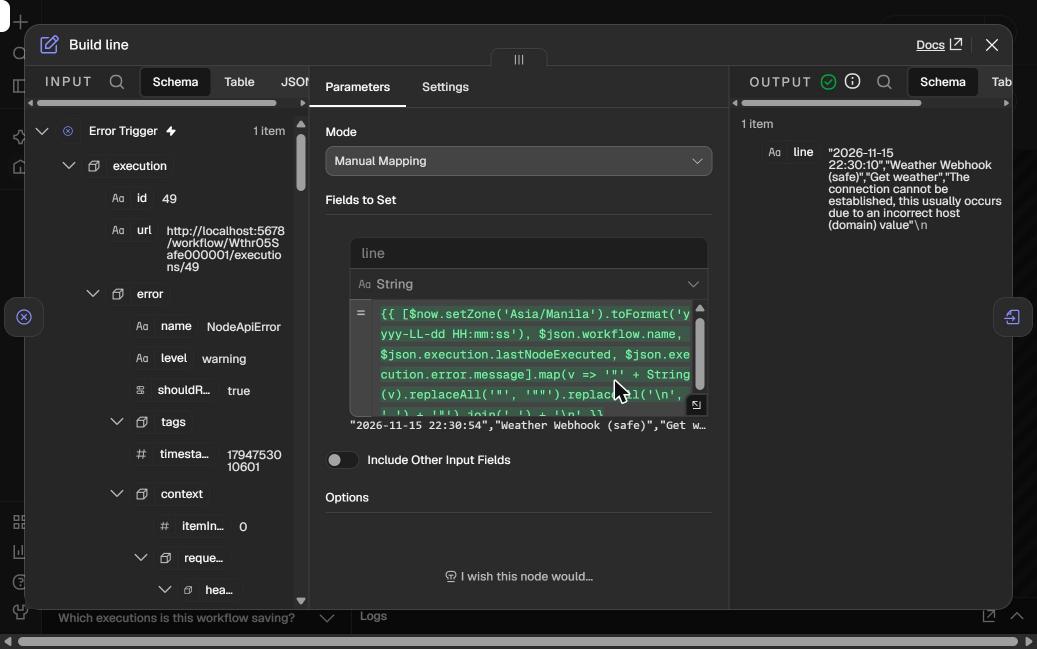 Build line
Docs
INPUT
Schema
Table
JSON
Error Trigger
1 item
execution
Aa id 49
Aa url http://localhost:5678
/workflow/Wthr05S
afe000001/executio
ns/49
error
Aa name NodeApiError
Aa level warning
shouldR... true
tags
# timesta... 17947530
10601
context
# itemIn... 0
reque...
hea...
Parameters
Settings
Mode
Manual Mapping
Fields to Set
line
Aa String
=
{{ [$now.setZone('Asia/Manila').toFormat('y
yyy-LL-dd HH:mm:ss'), $json.workflow.name,
$json.execution.lastNodeExecuted, $json.exe
cution.error.message].map(v => '"' + String
(v).replaceAll('"', '""').replaceAll('\n',
' ') + '"').join(',') + '\n' }}
"2026-11-15 22:30:54","Weather Webhook (safe)","Get w...
Include Other Input Fields
Options
I wish this node would...
OUTPUT
Schema
Tab
1 item
Aa line "2026-11-15
22:30:10","Weather Webhook
(safe)","Get weather","The
connection cannot be
established, this usually occurs
due to an incorrect host
(domain) value"\n
Which executions is this workflow saving?
Logs